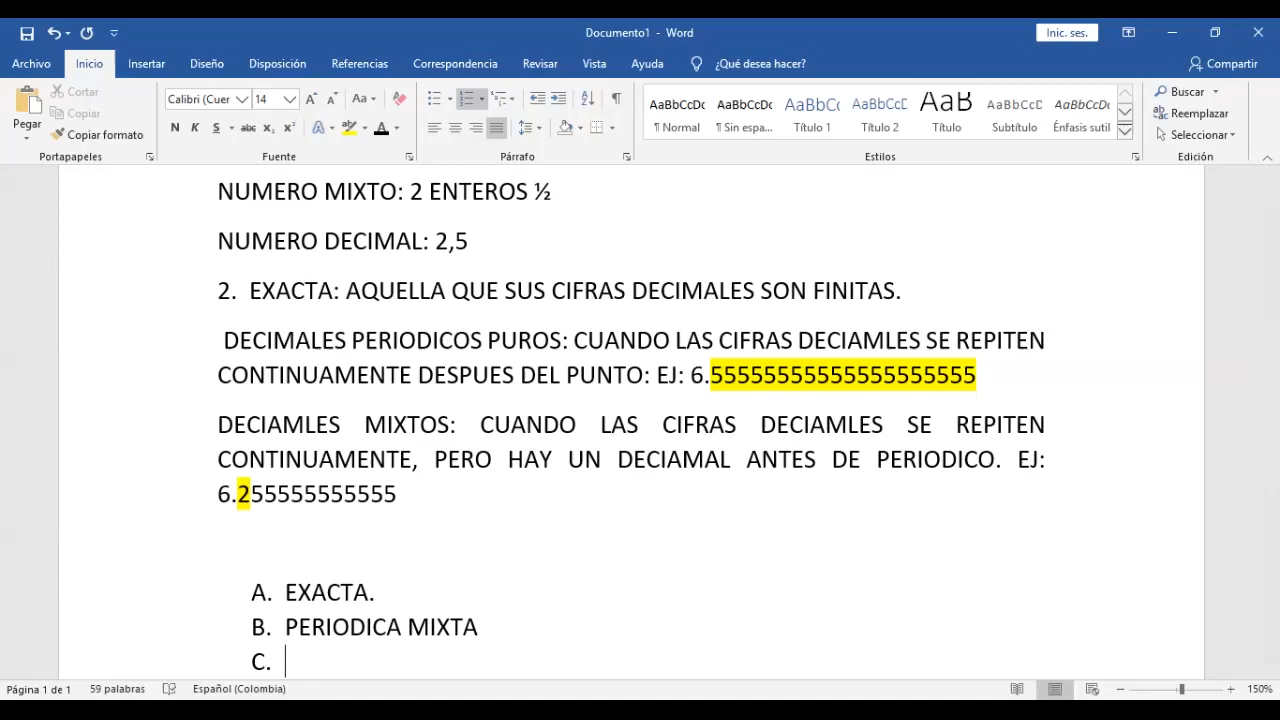 Documento1 - Word
Inic. ses.
Archivo Inicio Insertar Diseño Disposición Referencias Correspondencia Revisar Vista Ayuda ¿Qué desea hacer? Compartir
Pegar
Cortar
Copiar
Copiar formato
Portapapeles
Calibri (Cuer 14 Aa
N K S abc x₂ x² A A
Fuente
Párrafo
AaBbCcDc AaBbCcDc AaBbCc AaBbCcD AaB AaBbCcD AaBbCcDc
¶ Normal ¶ Sin espa... Título 1 Título 2 Título Subtítulo Énfasis sutil
Estilos
Buscar
Reemplazar
Seleccionar
Edición
NUMERO MIXTO: 2 ENTEROS ½
NUMERO DECIMAL: 2,5
2. EXACTA: AQUELLA QUE SUS CIFRAS DECIMALES SON FINITAS.
DECIMALES PERIODICOS PUROS: CUANDO LAS CIFRAS DECIAMLES SE REPITEN
CONTINUAMENTE DESPUES DEL PUNTO: EJ: 6.55555555555555555555
DECIAMLES MIXTOS: CUANDO LAS CIFRAS DECIAMLES SE REPITEN
CONTINUAMENTE, PERO HAY UN DECIAMAL ANTES DE PERIODICO. EJ:
6.255555555555
A. EXACTA.
B. PERIODICA MIXTA
C.
Página 1 de 1 59 palabras Español (Colombia) 150%